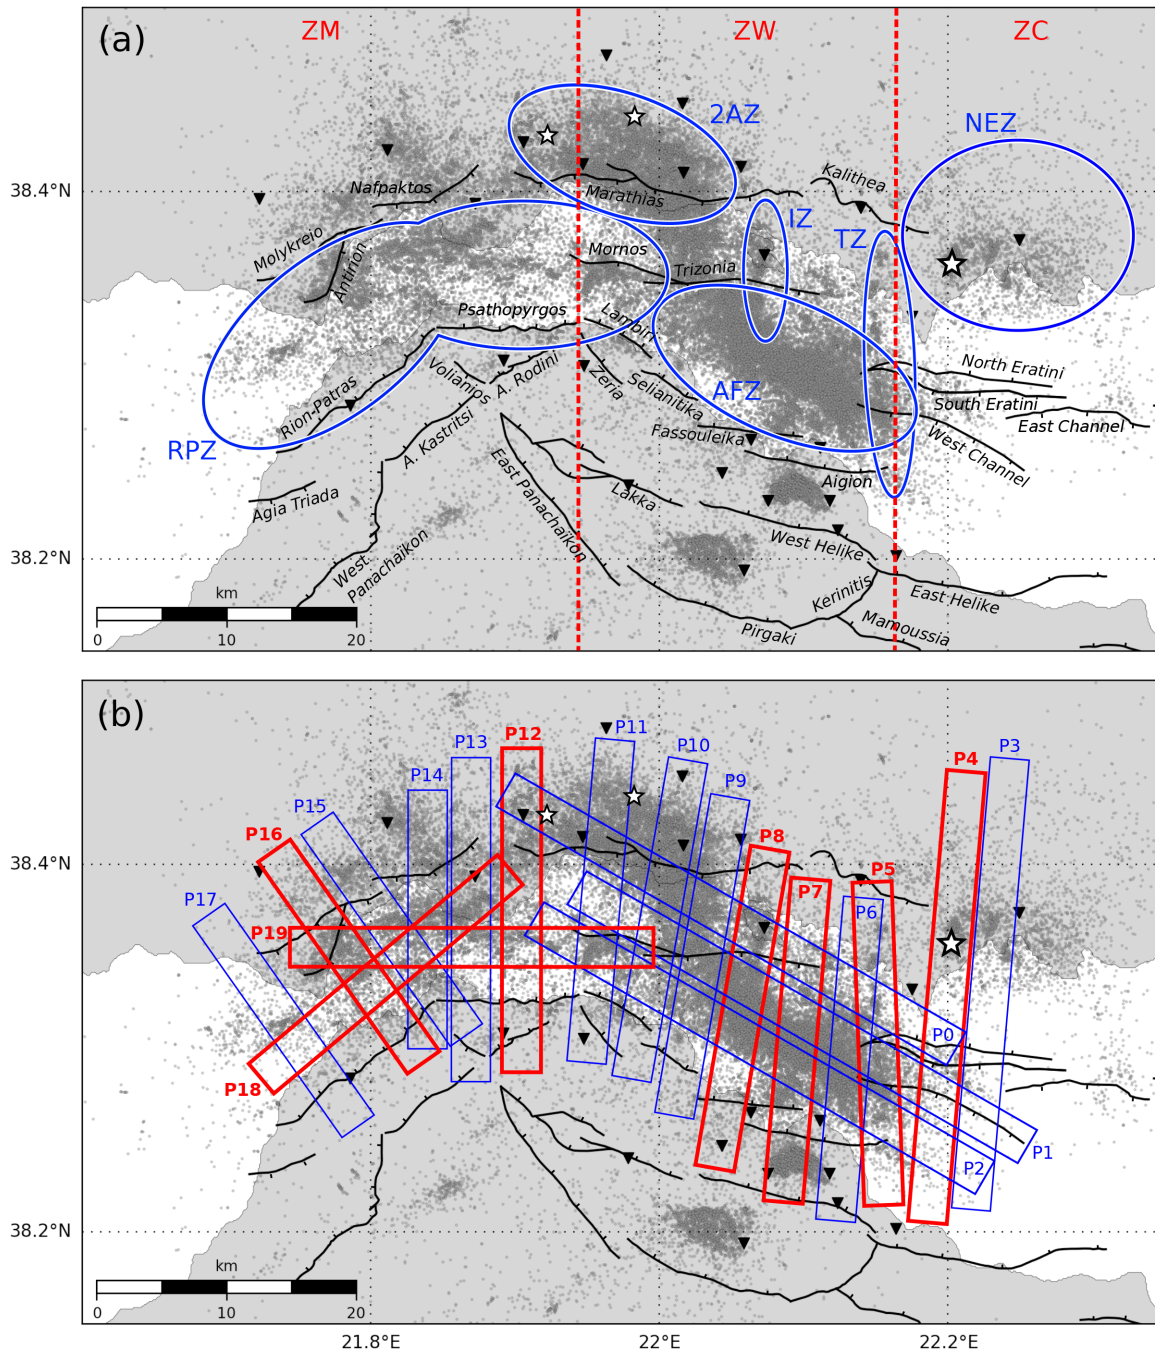 (a)
ZM
ZW
ZC
2AZ
NEZ
38.4°N
Nafpaktos
Marathias
Kalithea
IZ
TZ
Molykreio
Antirion
Mornos
Trizonia
Psathopyrgos
Lambiri
North Eratini
Volianios
A. Rodini
Zeria
Selianitika
AFZ
South Eratini
East Channel
Rion-Patras
RPZ
A. Kastritsi
Fassouleika
West Channel
East Panachaikon
Aigion
Agia Triada
Lakka
West Helike
38.2°N
West
Panachaikon
Kerinitis
East Helike
km
0
10
20
Pirgaki
Mamoussia
(b)
P11
P12
P13
P10
P3
P4
P14
P9
P15
P16
P8
38.4°N
P5
P7
P17
P6
P19
P0
P18
P2
P1
38.2°N
km
0
10
20
21.8°E
22°E
22.2°E